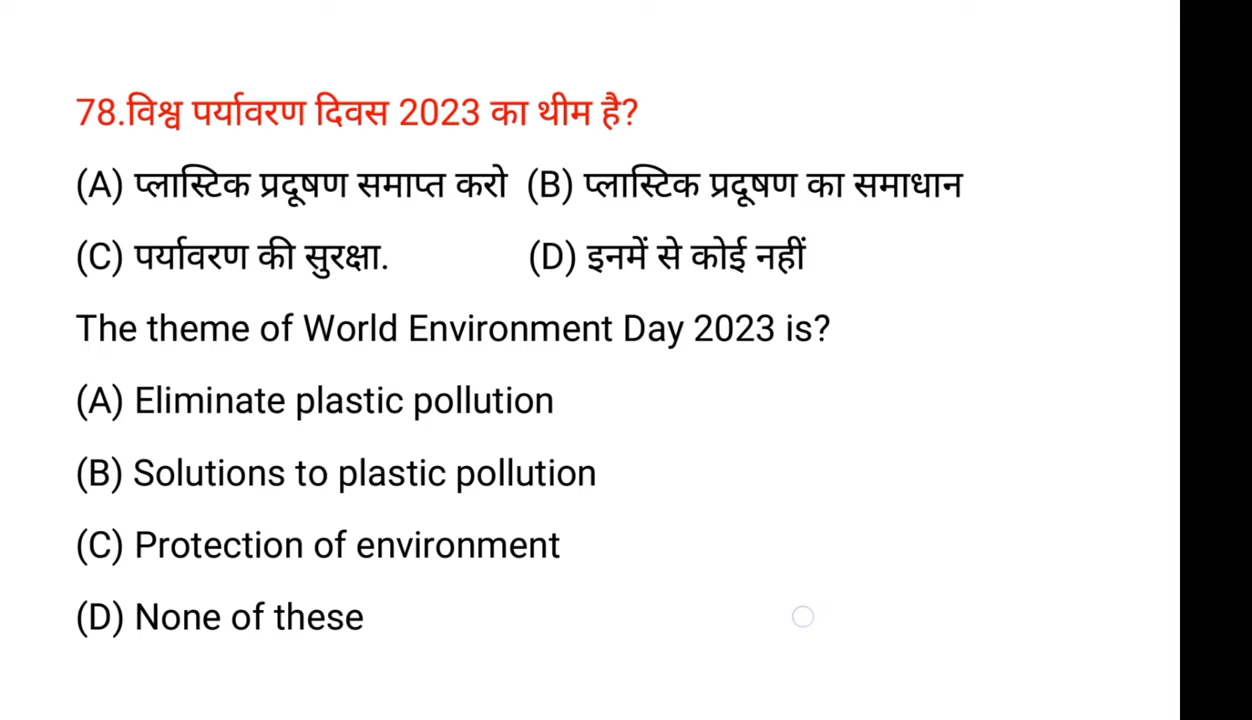 78.विश्व पर्यावरण दिवस 2023 का थीम है?
(A) प्लास्टिक प्रदूषण समाप्त करो (B) प्लास्टिक प्रदूषण का समाधान
(C) पर्यावरण की सुरक्षा. (D) इनमें से कोई नहीं
The theme of World Environment Day 2023 is?
(A) Eliminate plastic pollution
(B) Solutions to plastic pollution
(C) Protection of environment
(D) None of these